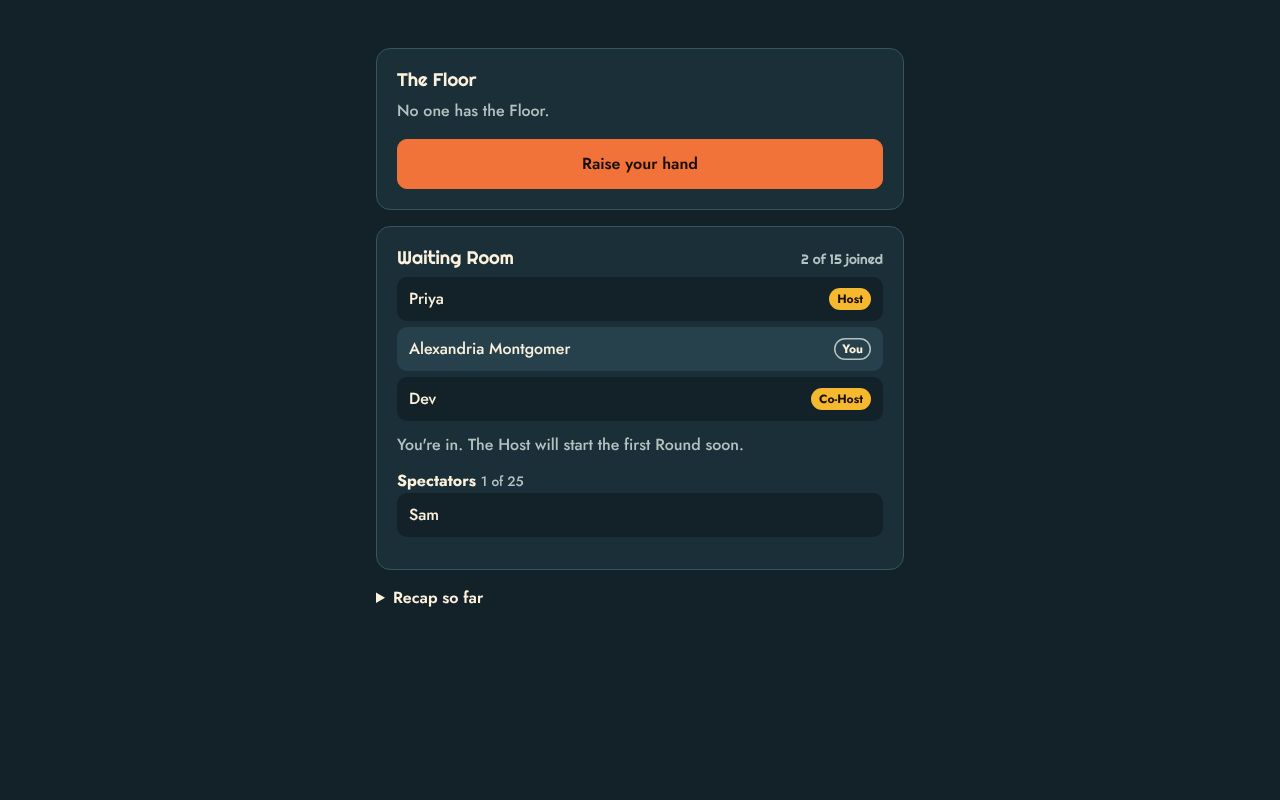 The Floor
No one has the Floor.
Raise your hand
Waiting Room 2 of 15 joined
Priya Host
Alexandria Montgomer You
Dev Co-Host
You're in. The Host will start the first Round soon.
Spectators 1 of 25
Sam
Recap so far